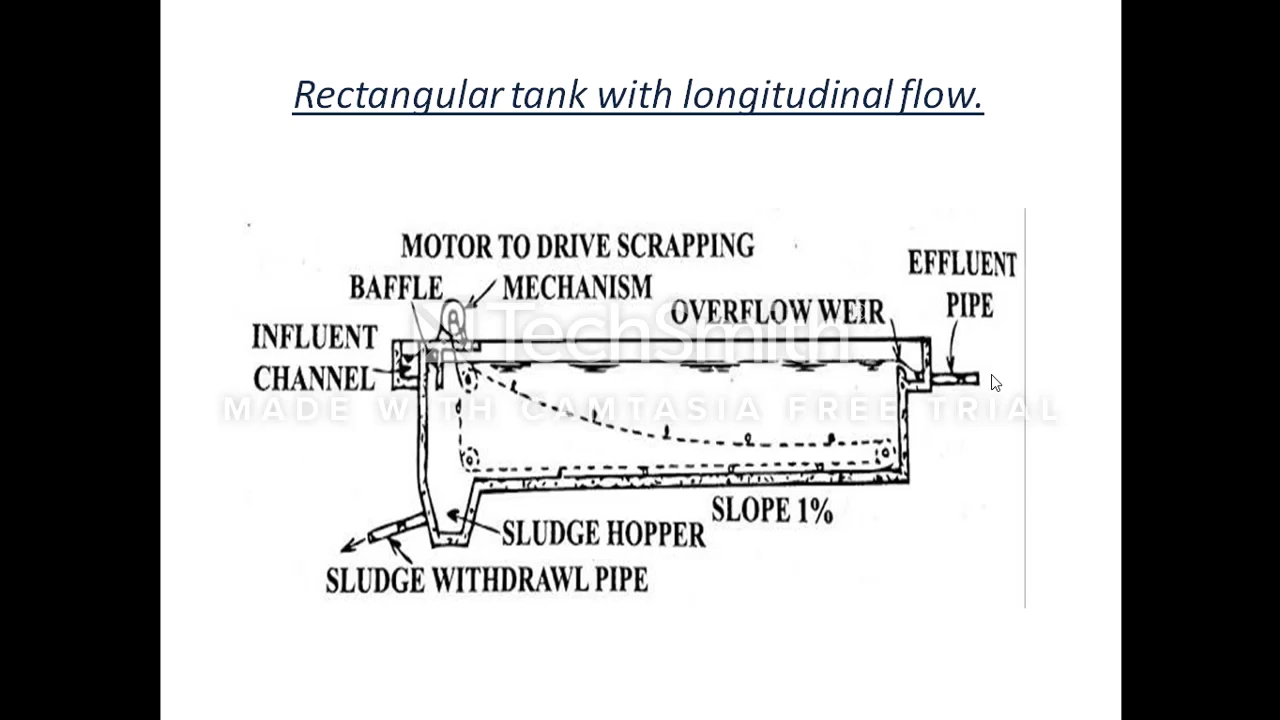 Rectangular tank with longitudinal flow.
MOTOR TO DRIVE SCRAPPING
BAFFLE
MECHANISM
EFFLUENT
PIPE
OVERFLOW WEIR
INFLUENT
CHANNEL
TechSmith
MADE WITH CAMTASIA FREE TRIAL
SLOPE 1%
SLUDGE HOPPER
SLUDGE WITHDRAWL PIPE